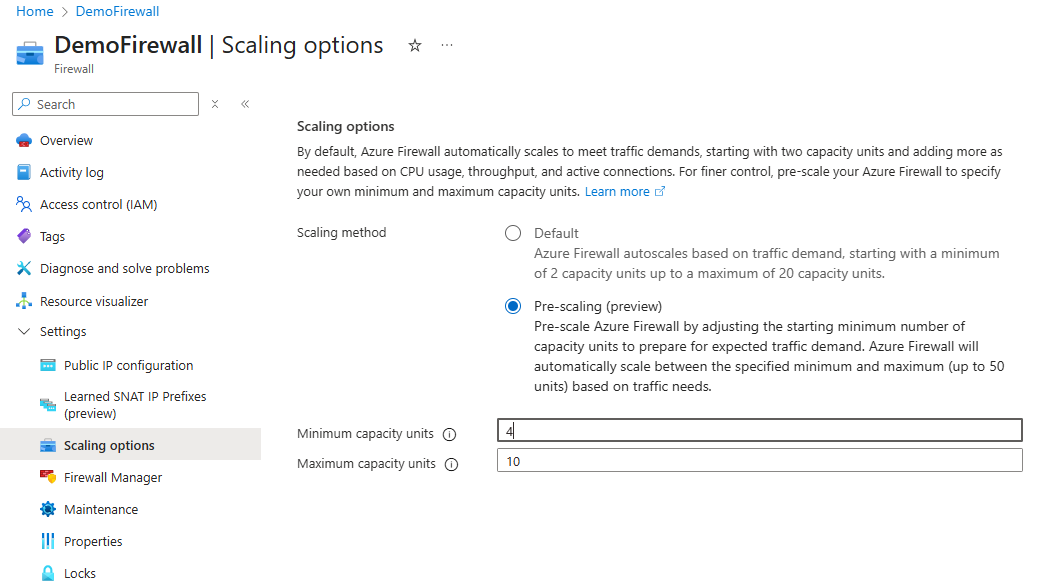 Home > DemoFirewall
DemoFirewall | Scaling options
Firewall
Search
Overview
Activity log
Access control (IAM)
Tags
Diagnose and solve problems
Resource visualizer
Settings
Public IP configuration
Learned SNAT IP Prefixes
(preview)
Scaling options
Firewall Manager
Maintenance
Properties
Locks
Scaling options
By default, Azure Firewall automatically scales to meet traffic demands, starting with two capacity units and adding more as
needed based on CPU usage, throughput, and active connections. For finer control, pre-scale your Azure Firewall to specify
your own minimum and maximum capacity units. Learn more
Scaling method
Default
Azure Firewall autoscales based on traffic demand, starting with a minimum
of 2 capacity units up to a maximum of 20 capacity units.
Pre-scaling (preview)
Pre-scale Azure Firewall by adjusting the starting minimum number of
capacity units to prepare for expected traffic demand. Azure Firewall will
automatically scale between the specified minimum and maximum (up to 50
units) based on traffic needs.
Minimum capacity units 4
Maximum capacity units 10